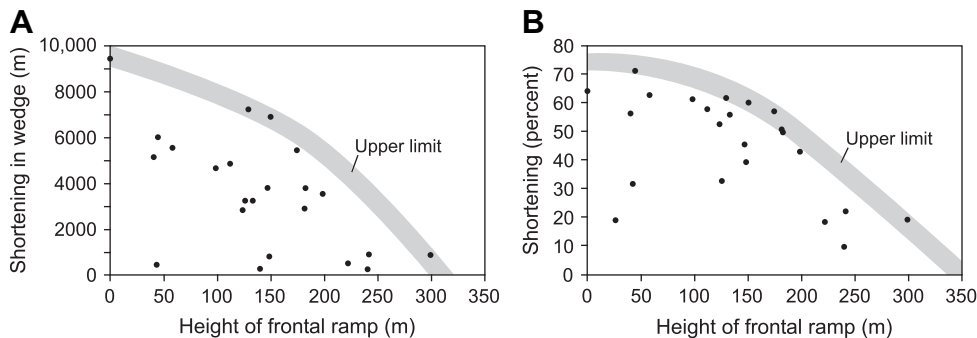 A
Shortening in wedge (m)
10,000
8000
6000
4000
2000
0
Upper limit
0 50 100 150 200 250 300 350
Height of frontal ramp (m)
B
Shortening (percent)
80
70
60
50
40
30
20
10
0
Upper limit
0 50 100 150 200 250 300 350
Height of frontal ramp (m)